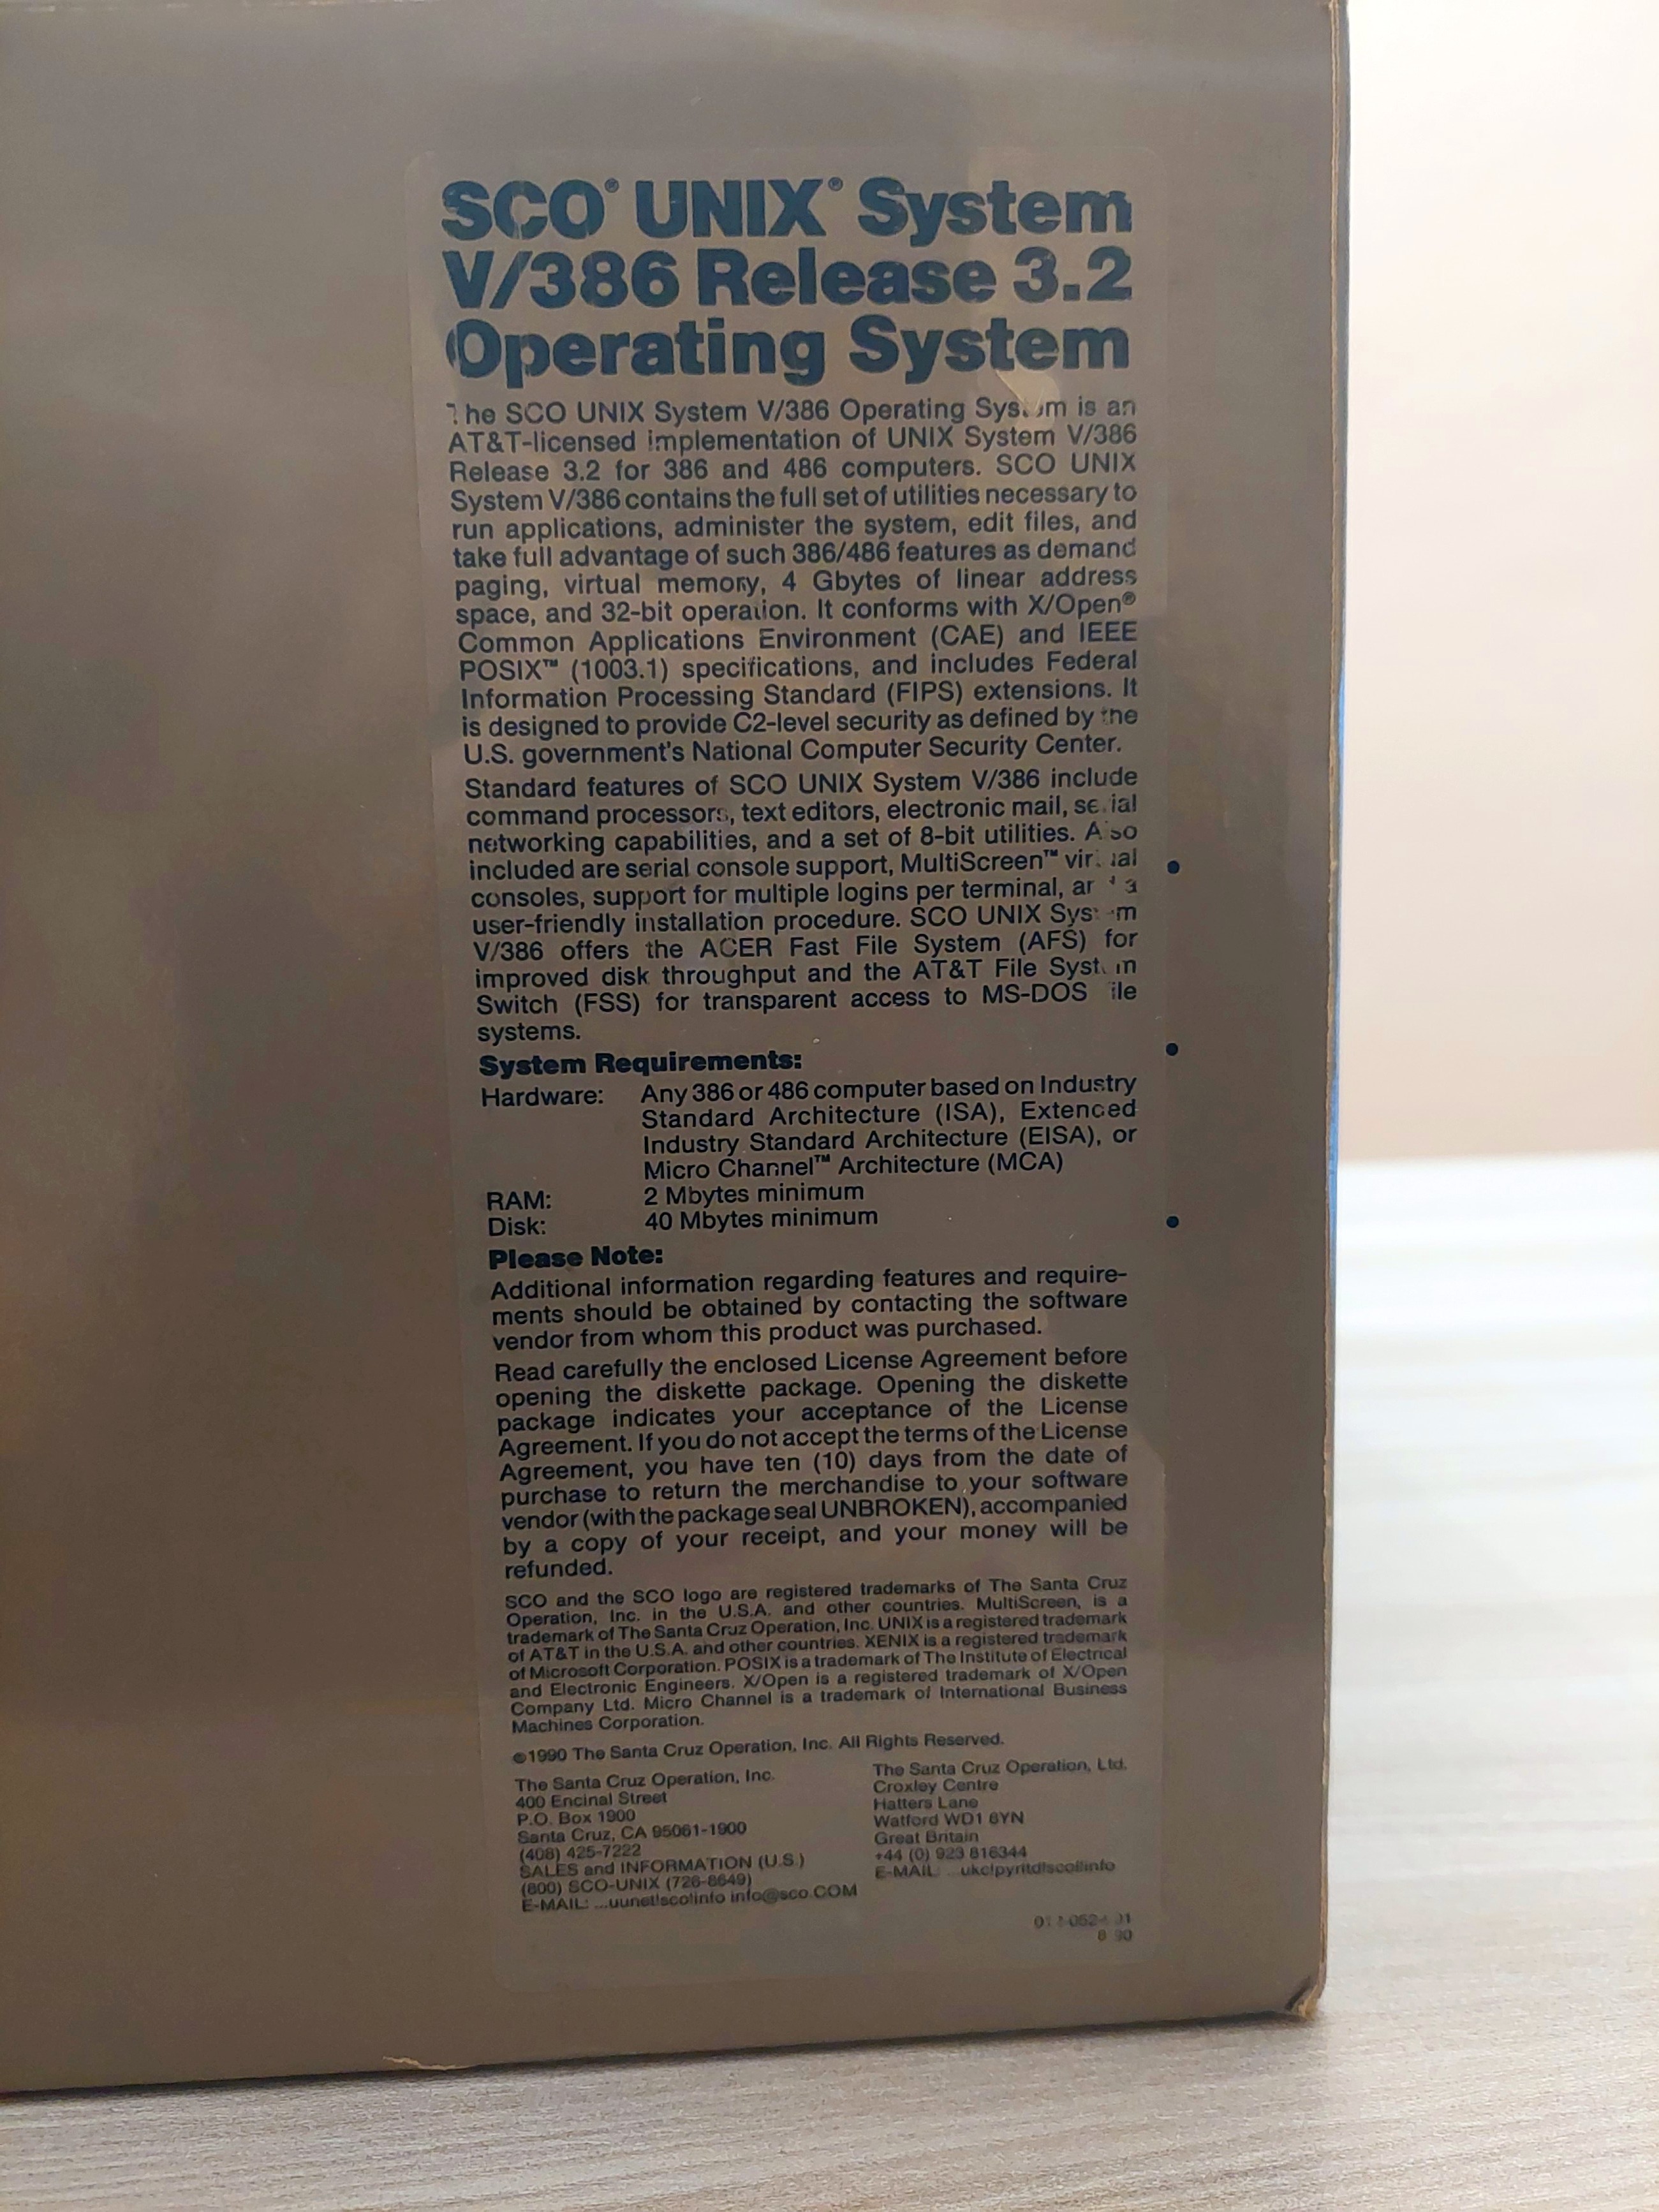 SCO® UNIX® System
V/386 Release 3.2
Operating System
The SCO UNIX System V/386 Operating System is an
AT&T-licensed implementation of UNIX System V/386
Release 3.2 for 386 and 486 computers. SCO UNIX
System V/386 contains the full set of utilities necessary to
run applications, administer the system, edit files, and
take full advantage of such 386/486 features as demand
paging, virtual memory, 4 Gbytes of linear address
space, and 32-bit operation. It conforms with X/Open®
Common Applications Environment (CAE) and IEEE
POSIX™ (1003.1) specifications, and includes Federal
Information Processing Standard (FIPS) extensions. It
is designed to provide C2-level security as defined by the
U.S. government's National Computer Security Center.
Standard features of SCO UNIX System V/386 include
command processors, text editors, electronic mail, serial
networking capabilities, and a set of 8-bit utilities. Also
included are serial console support, MultiScreen™ virtual
consoles, support for multiple logins per terminal, and a
user-friendly installation procedure. SCO UNIX System
V/386 offers the ACER Fast File System (AFS) for
improved disk throughput and the AT&T File System
Switch (FSS) for transparent access to MS-DOS file
systems.
System Requirements:
Hardware: Any 386 or 486 computer based on Industry
Standard Architecture (ISA), Extended
Industry Standard Architecture (EISA), or
Micro Channel™ Architecture (MCA)
RAM: 2 Mbytes minimum
Disk: 40 Mbytes minimum
Please Note:
Additional information regarding features and require-
ments should be obtained by contacting the software
vendor from whom this product was purchased.
Read carefully the enclosed License Agreement before
opening the diskette package. Opening the diskette
package indicates your acceptance of the License
Agreement. If you do not accept the terms of the License
Agreement, you have ten (10) days from the date of
purchase to return the merchandise to your software
vendor (with the package seal UNBROKEN), accompanied
by a copy of your receipt, and your money will be
refunded.
SCO and the SCO logo are registered trademarks of The Santa Cruz
Operation, Inc. in the U.S.A. and other countries. MultiScreen, is a
trademark of The Santa Cruz Operation, Inc. UNIX is a registered trademark
of AT&T in the U.S.A. and other countries. XENIX is a registered trademark
of Microsoft Corporation. POSIX is a trademark of The Institute of Electrical
and Electronic Engineers. X/Open is a registered trademark of X/Open
Company Ltd. Micro Channel is a trademark of International Business
Machines Corporation.
©1990 The Santa Cruz Operation, Inc. All Rights Reserved.
The Santa Cruz Operation, Inc.
400 Encinal Street
P.O. Box 1900
Santa Cruz, CA 95061-1900
(408) 425-7222
SALES and INFORMATION (U.S.)
(800) SCO-UNIX (726-8649)
E-MAIL: ...uunet!sco!info info@sco.COM
The Santa Cruz Operation, Ltd.
Croxley Centre
Hatters Lane
Watford WD1 8YN
Great Britain
+44 (0) 923 816344
E-MAIL: ...ukc!pyrltd!scol!info